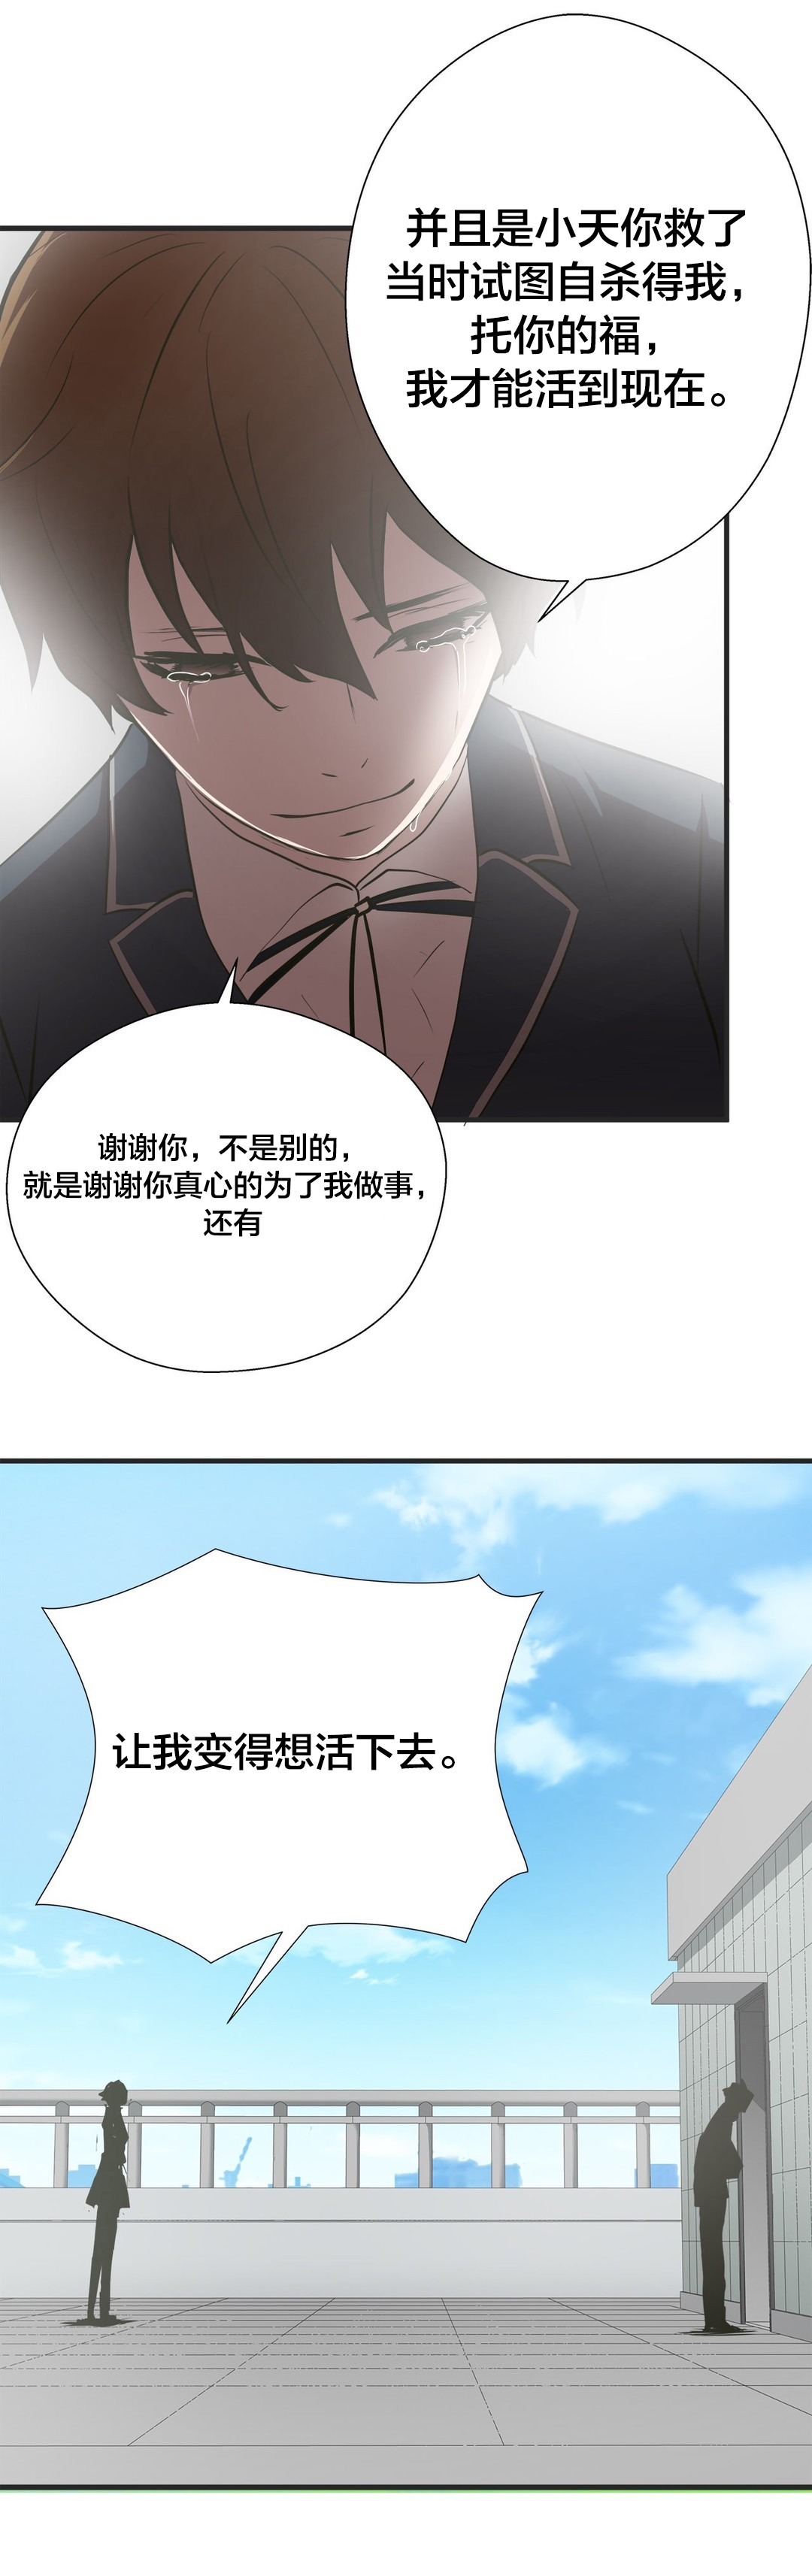 并且是小天你救了
当时试图自杀得我，
托你的福，
我才能活到现在。
谢谢你，不是别的，
就是谢谢你真心的为了我做事，
还有
让我变得想活下去。